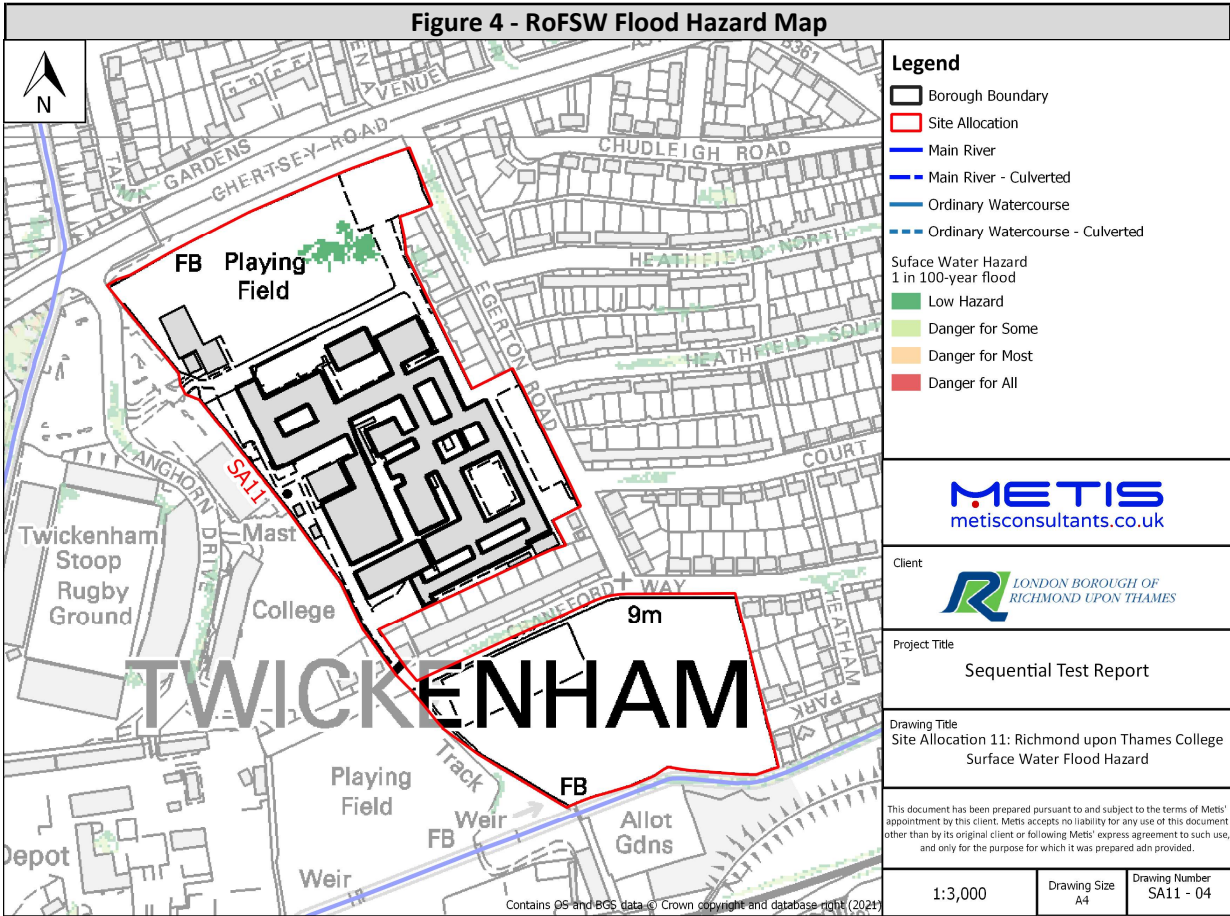 Figure 4 - RoFSW Flood Hazard Map
N
AVENUE
B361
TALMA GARDENS
CHERTSEY ROAD
CHUDLEIGH ROAD
FB
Playing
Field
HEATHFIELD NORTH
EGERTON ROAD
HEATHFIELD SOUTH
COURT
LANGHORN DRIVE
SA11
Mast
Twickenham
Stoop
Rugby
Ground
College
CRANEFORD WAY
9m
HEATHAM
PARK
TWICKENHAM
Track
Playing
Field
FB
Weir
FB
Allot
Gdns
Depot
Weir
Contains OS and BGS data © Crown copyright and database right (2021)
Legend
Borough Boundary
Site Allocation
Main River
Main River - Culverted
Ordinary Watercourse
Ordinary Watercourse - Culverted
Suface Water Hazard
1 in 100-year flood
Low Hazard
Danger for Some
Danger for Most
Danger for All
METIS
metisconsultants.co.uk
Client
LONDON BOROUGH OF
RICHMOND UPON THAMES
Project Title
Sequential Test Report
Drawing Title
Site Allocation 11: Richmond upon Thames College
Surface Water Flood Hazard
This document has been prepared pursuant to and subject to the terms of Metis'
appointment by this client. Metis accepts no liability for any use of this document
other than by its original client or following Metis' express agreement to such use,
and only for the purpose for which it was prepared adn provided.
1:3,000
Drawing Size
A4
Drawing Number
SA11 - 04